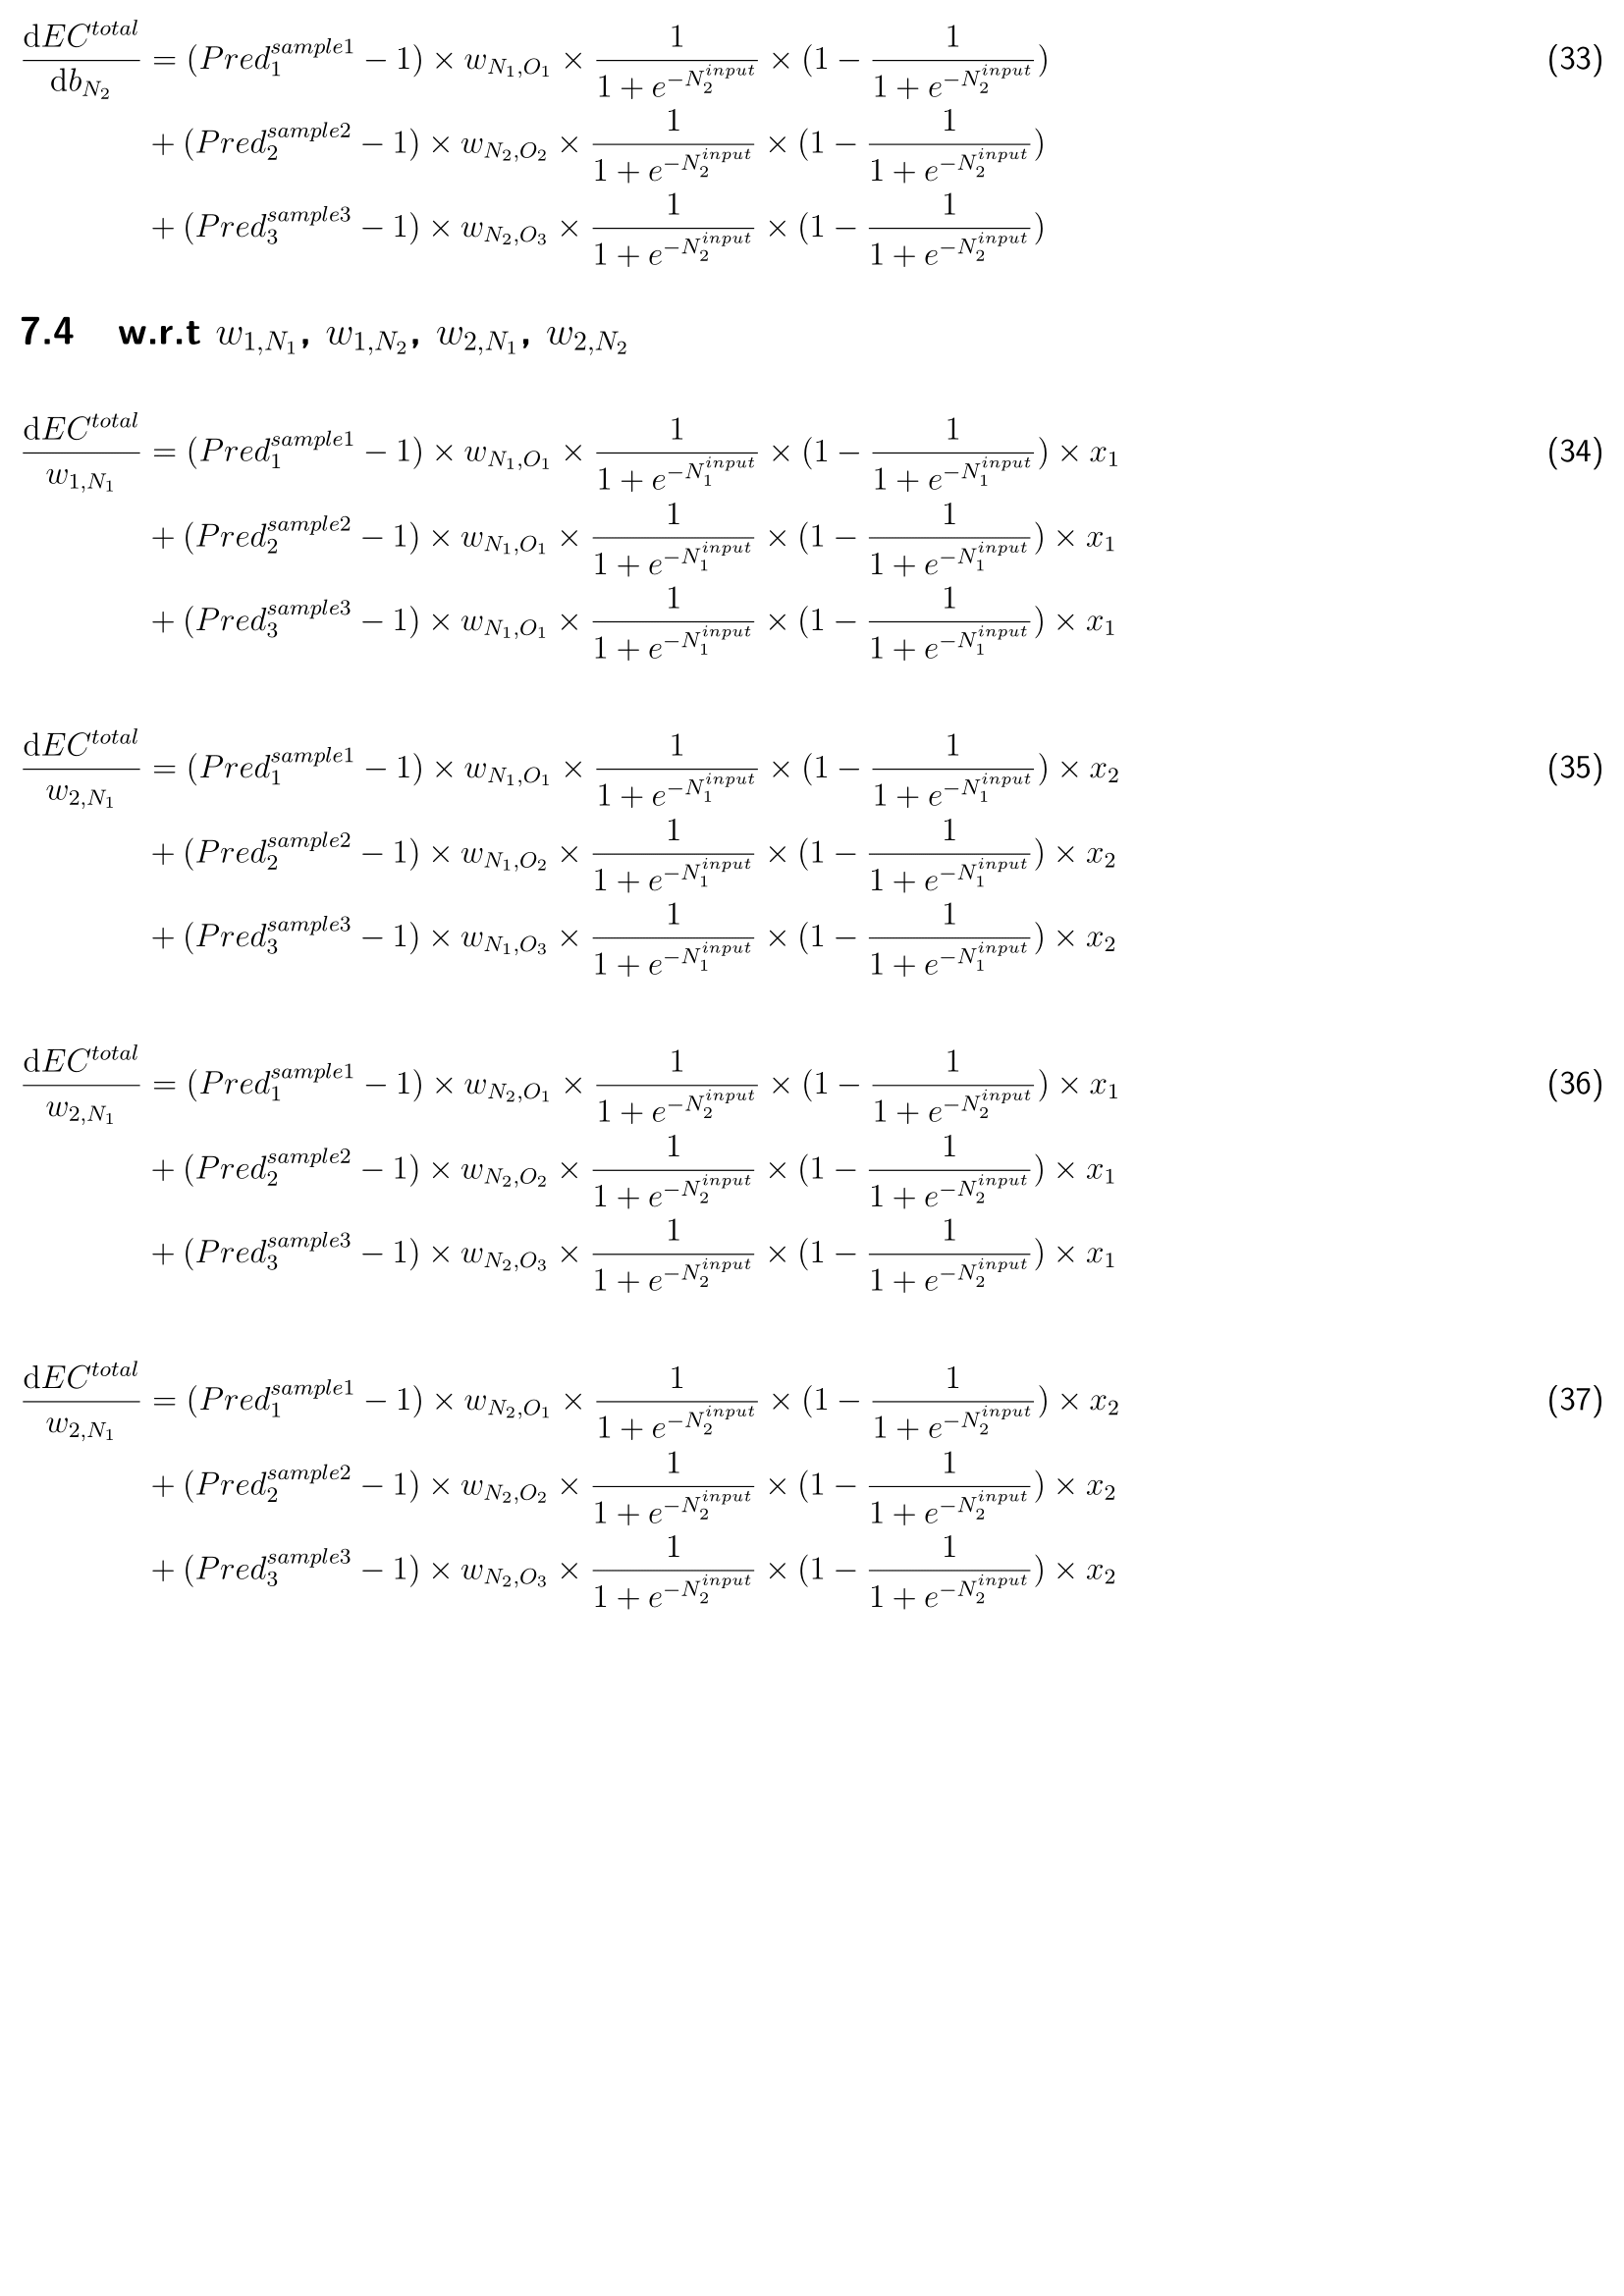 $\frac{\mathrm{d}EC^{total}}{\mathrm{d}b_{N_2}} = (Pred_1^{sample1} - 1) \times w_{N_1,O_1} \times \frac{1}{1 + e^{-N_2^{input}}} \times (1 - \frac{1}{1 + e^{-N_2^{input}}})$ (33)
$+ (Pred_2^{sample2} - 1) \times w_{N_2,O_2} \times \frac{1}{1 + e^{-N_2^{input}}} \times (1 - \frac{1}{1 + e^{-N_2^{input}}})$
$+ (Pred_3^{sample3} - 1) \times w_{N_2,O_3} \times \frac{1}{1 + e^{-N_2^{input}}} \times (1 - \frac{1}{1 + e^{-N_2^{input}}})$
7.4 w.r.t $w_{1,N_1}$, $w_{1,N_2}$, $w_{2,N_1}$, $w_{2,N_2}$
$\frac{\mathrm{d}EC^{total}}{w_{1,N_1}} = (Pred_1^{sample1} - 1) \times w_{N_1,O_1} \times \frac{1}{1 + e^{-N_1^{input}}} \times (1 - \frac{1}{1 + e^{-N_1^{input}}}) \times x_1$ (34)
$+ (Pred_2^{sample2} - 1) \times w_{N_1,O_1} \times \frac{1}{1 + e^{-N_1^{input}}} \times (1 - \frac{1}{1 + e^{-N_1^{input}}}) \times x_1$
$+ (Pred_3^{sample3} - 1) \times w_{N_1,O_1} \times \frac{1}{1 + e^{-N_1^{input}}} \times (1 - \frac{1}{1 + e^{-N_1^{input}}}) \times x_1$
$\frac{\mathrm{d}EC^{total}}{w_{2,N_1}} = (Pred_1^{sample1} - 1) \times w_{N_1,O_1} \times \frac{1}{1 + e^{-N_1^{input}}} \times (1 - \frac{1}{1 + e^{-N_1^{input}}}) \times x_2$ (35)
$+ (Pred_2^{sample2} - 1) \times w_{N_1,O_2} \times \frac{1}{1 + e^{-N_1^{input}}} \times (1 - \frac{1}{1 + e^{-N_1^{input}}}) \times x_2$
$+ (Pred_3^{sample3} - 1) \times w_{N_1,O_3} \times \frac{1}{1 + e^{-N_1^{input}}} \times (1 - \frac{1}{1 + e^{-N_1^{input}}}) \times x_2$
$\frac{\mathrm{d}EC^{total}}{w_{2,N_1}} = (Pred_1^{sample1} - 1) \times w_{N_2,O_1} \times \frac{1}{1 + e^{-N_2^{input}}} \times (1 - \frac{1}{1 + e^{-N_2^{input}}}) \times x_1$ (36)
$+ (Pred_2^{sample2} - 1) \times w_{N_2,O_2} \times \frac{1}{1 + e^{-N_2^{input}}} \times (1 - \frac{1}{1 + e^{-N_2^{input}}}) \times x_1$
$+ (Pred_3^{sample3} - 1) \times w_{N_2,O_3} \times \frac{1}{1 + e^{-N_2^{input}}} \times (1 - \frac{1}{1 + e^{-N_2^{input}}}) \times x_1$
$\frac{\mathrm{d}EC^{total}}{w_{2,N_1}} = (Pred_1^{sample1} - 1) \times w_{N_2,O_1} \times \frac{1}{1 + e^{-N_2^{input}}} \times (1 - \frac{1}{1 + e^{-N_2^{input}}}) \times x_2$ (37)
$+ (Pred_2^{sample2} - 1) \times w_{N_2,O_2} \times \frac{1}{1 + e^{-N_2^{input}}} \times (1 - \frac{1}{1 + e^{-N_2^{input}}}) \times x_2$
$+ (Pred_3^{sample3} - 1) \times w_{N_2,O_3} \times \frac{1}{1 + e^{-N_2^{input}}} \times (1 - \frac{1}{1 + e^{-N_2^{input}}}) \times x_2$